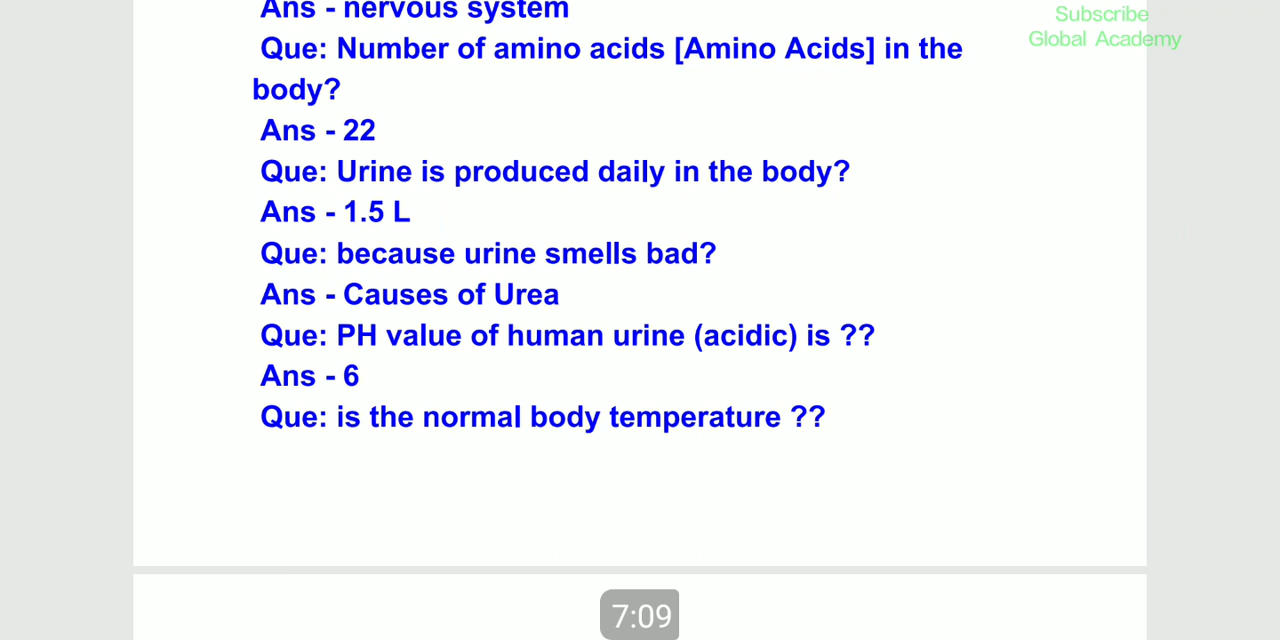 Ans - nervous system
Subscribe
Global Academy
Que: Number of amino acids [Amino Acids] in the
body?
Ans - 22
Que: Urine is produced daily in the body?
Ans - 1.5 L
Que: because urine smells bad?
Ans - Causes of Urea
Que: PH value of human urine (acidic) is ??
Ans - 6
Que: is the normal body temperature ??
7:09